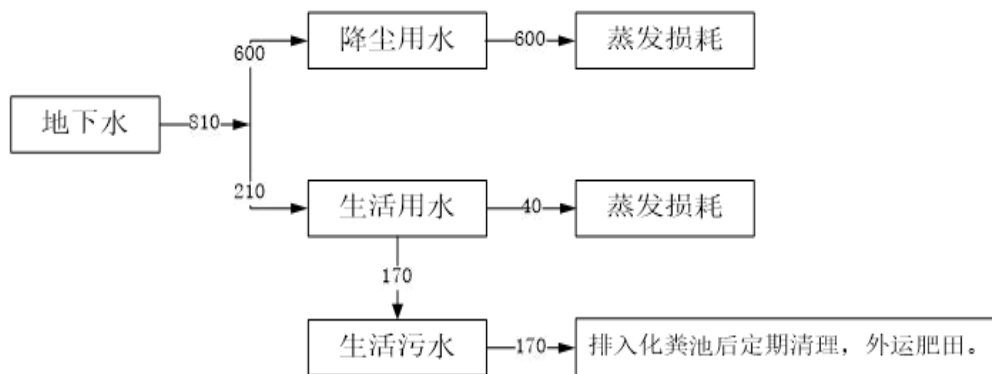 600
降尘用水
600
蒸发损耗
地下水
810
210
生活用水
40
蒸发损耗
170
生活污水
170
排入化粪池后定期清理，外运肥田。